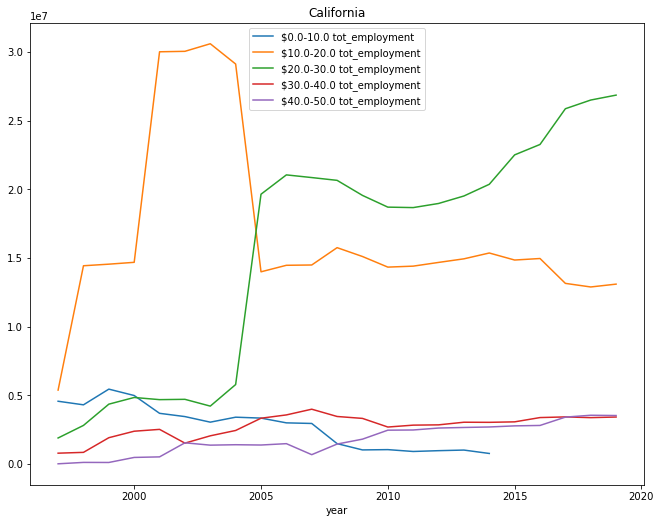 California
1e7
$0.0-10.0 tot_employment
$10.0-20.0 tot_employment
$20.0-30.0 tot_employment
$30.0-40.0 tot_employment
$40.0-50.0 tot_employment
3.0
2.5
2.0
1.5
1.0
0.5
0.0
2000 2005 2010 2015 2020
year